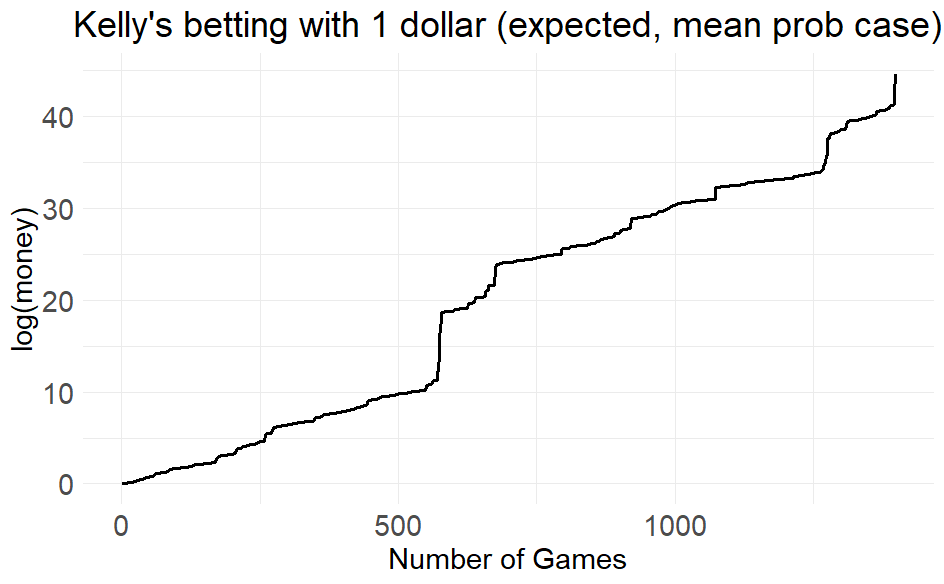 Kelly's betting with 1 dollar (expected, mean prob case)
log(money)
40
30
20
10
0
0 500 1000
Number of Games